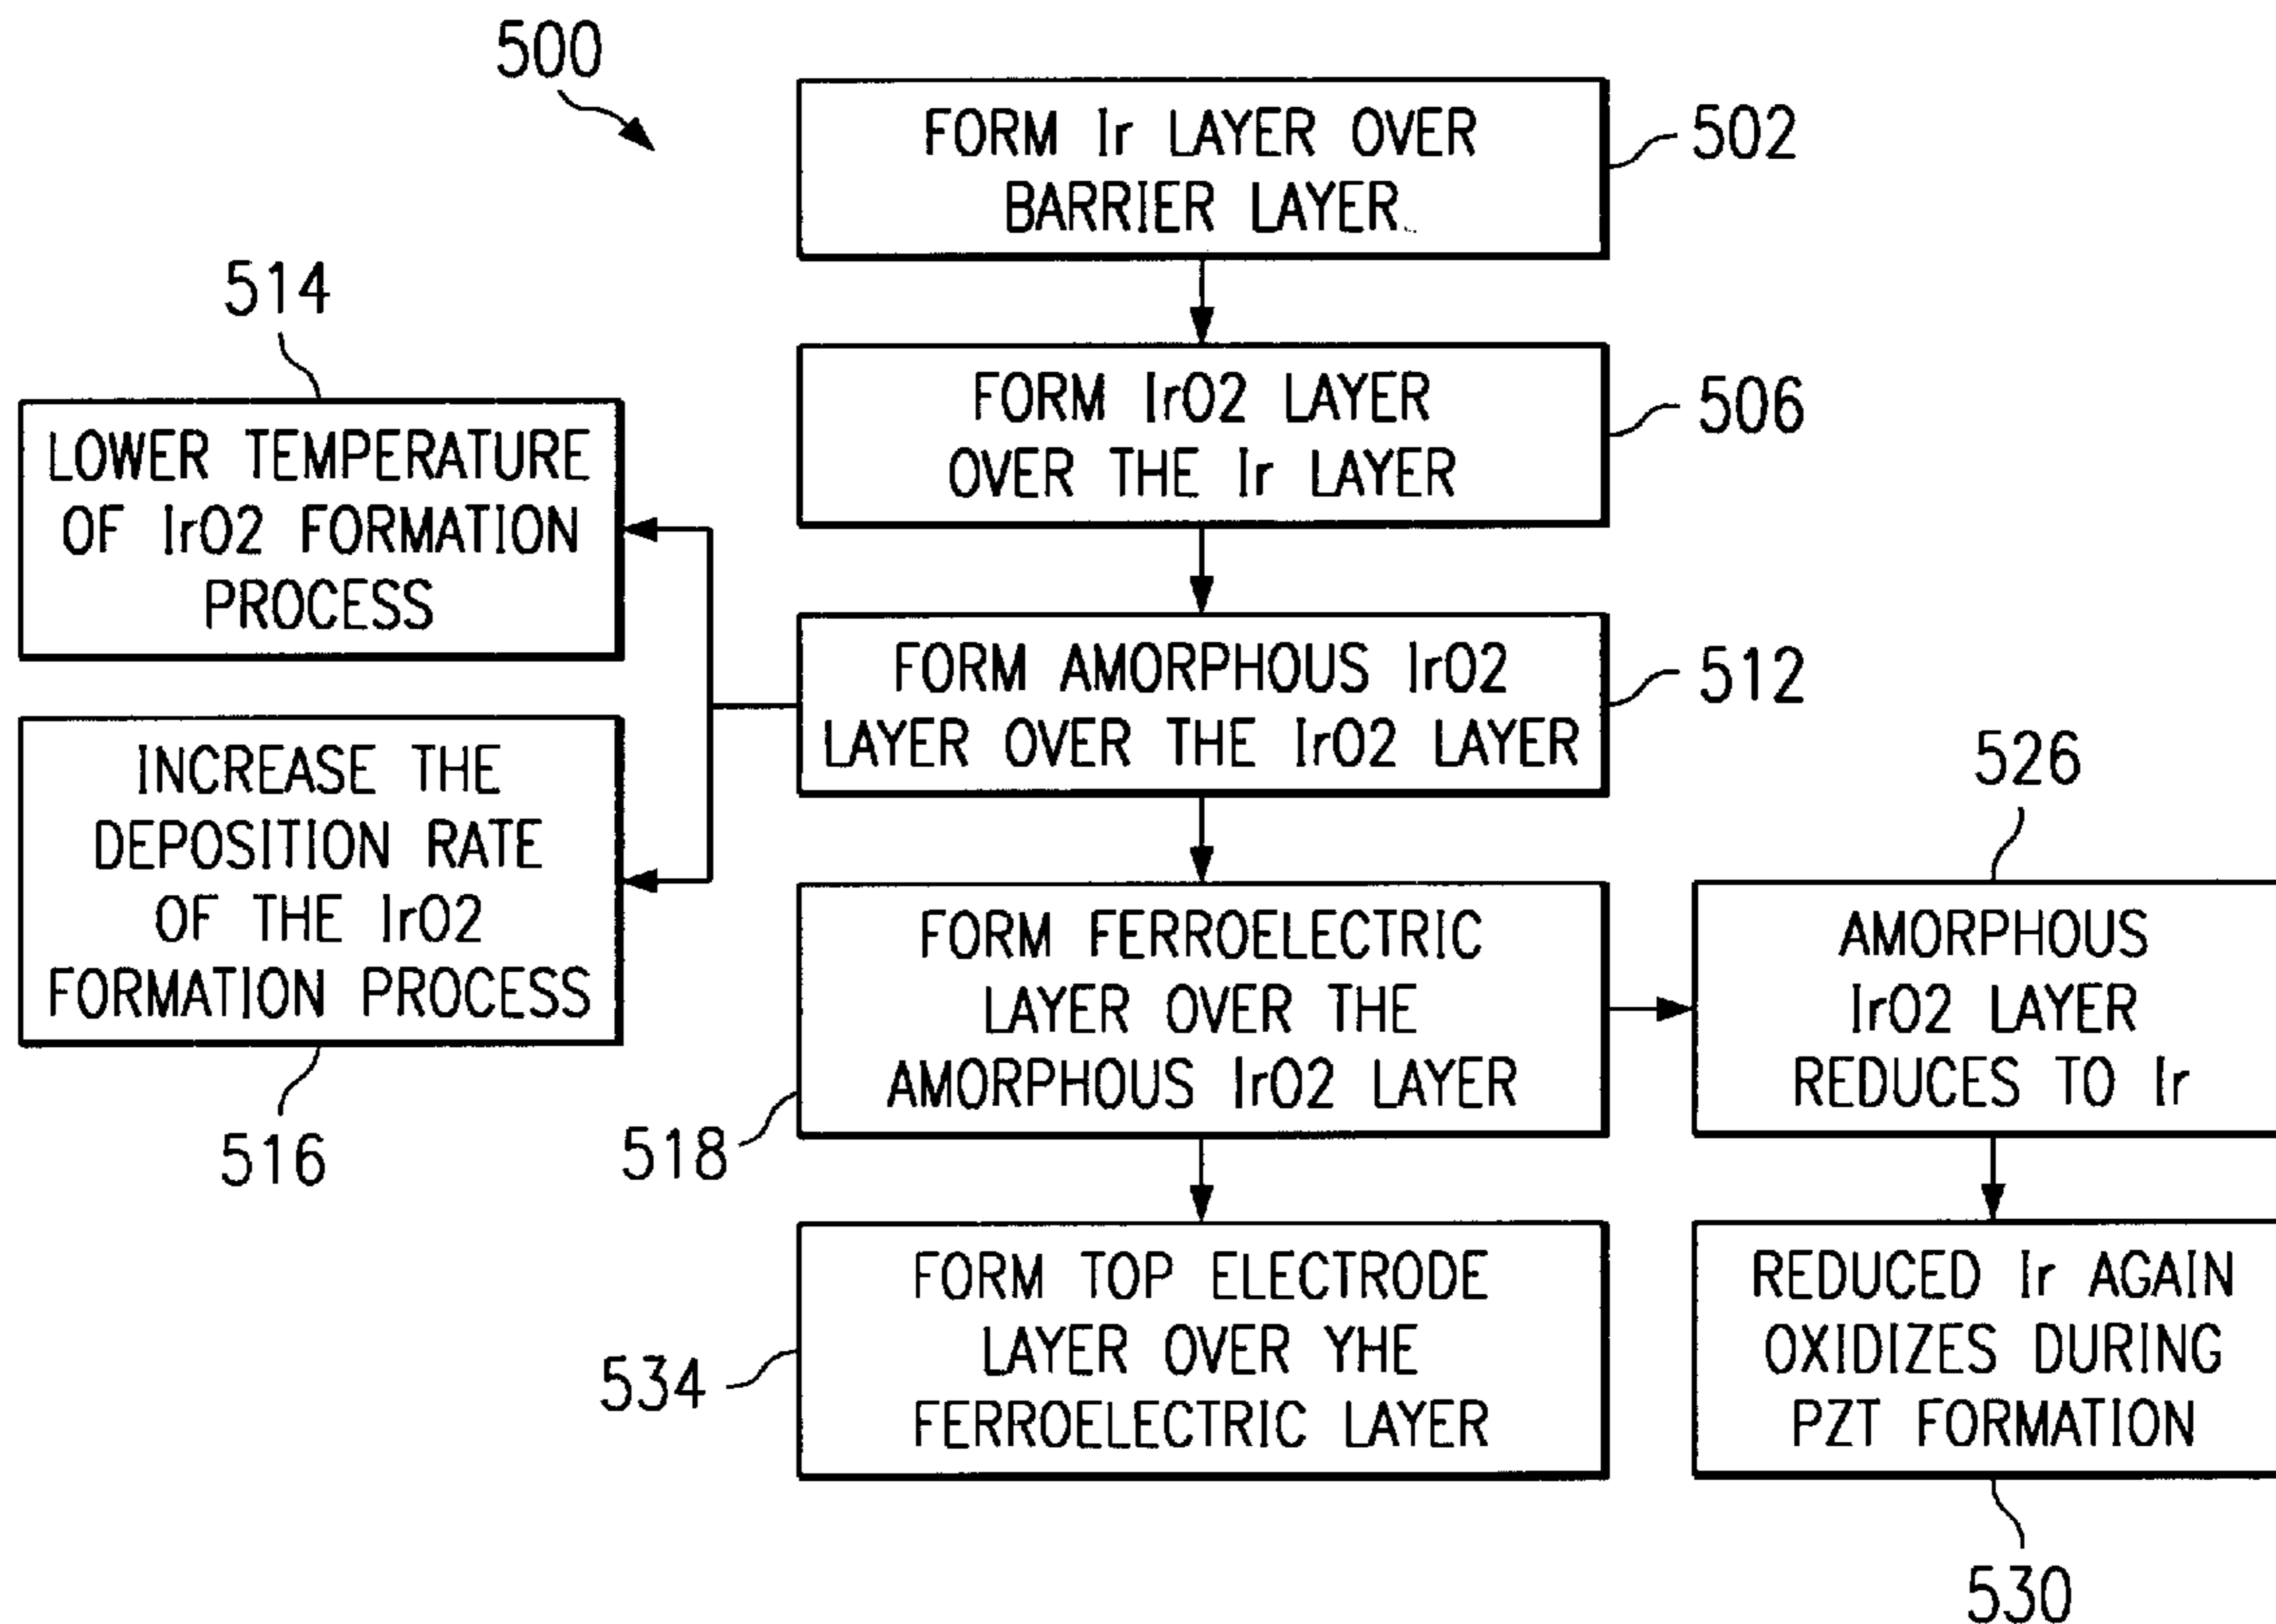 500
FORM Ir LAYER OVER
BARRIER LAYER
502
FORM IrO2 LAYER
OVER THE Ir LAYER
506
514
LOWER TEMPERATURE
OF IrO2 FORMATION
PROCESS
FORM AMORPHOUS IrO2
LAYER OVER THE IrO2 LAYER
512
INCREASE THE
DEPOSITION RATE
OF THE IrO2
FORMATION PROCESS
516
FORM FERROELECTRIC
LAYER OVER THE
AMORPHOUS IrO2 LAYER
518
526
AMORPHOUS
IrO2 LAYER
REDUCES TO Ir
FORM TOP ELECTRODE
LAYER OVER YHE
FERROELECTRIC LAYER
534
REDUCED Ir AGAIN
OXIDIZES DURING
PZT FORMATION
530